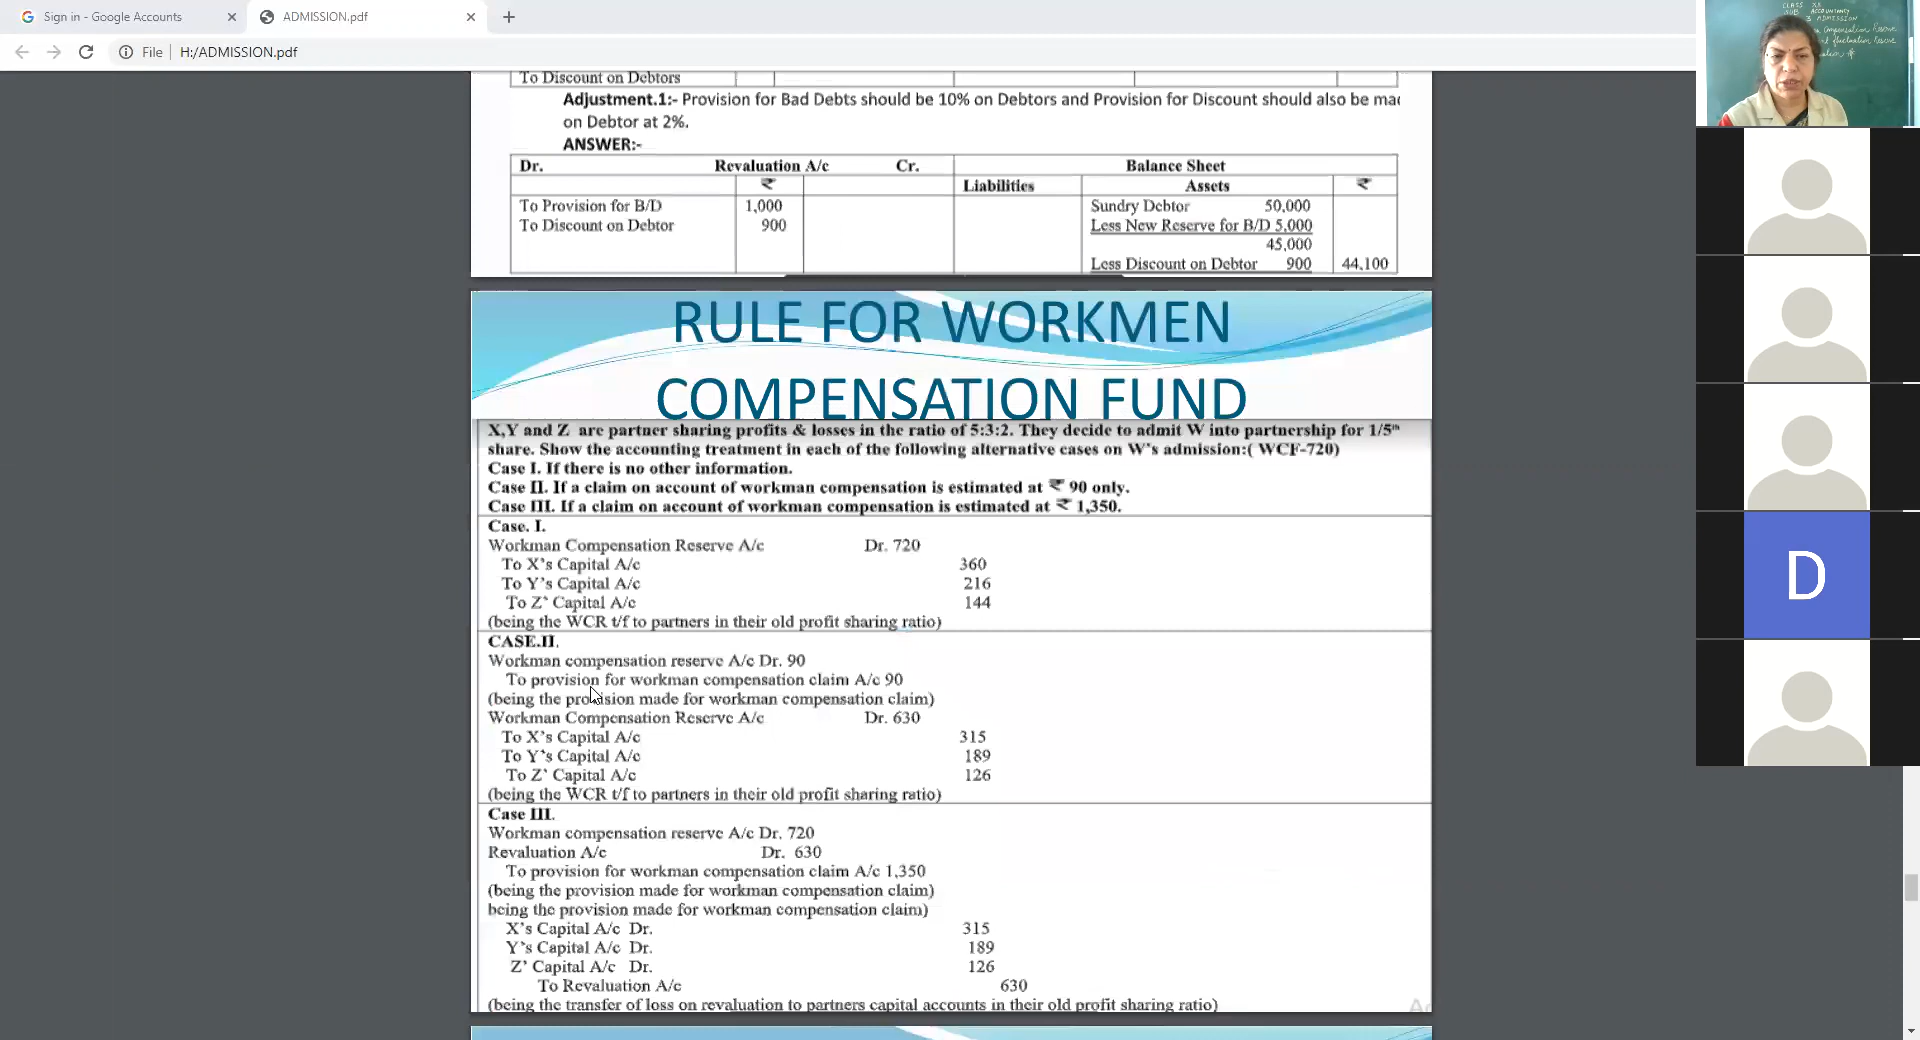 Sign in - Google Accounts
ADMISSION.pdf
File H:/ADMISSION.pdf
To Discount on Debtors
Adjustment.1:- Provision for Bad Debts should be 10% on Debtors and Provision for Discount should also be mac
on Debtor at 2%.
ANSWER:-
Dr. Revaluation A/c Cr. Balance Sheet
₹ Liabilities Assets ₹
To Provision for B/D 1,000 Sundry Debtor 50,000
To Discount on Debtor 900 Less New Reserve for B/D 5,000
45,000
Less Discount on Debtor 900 44,100
RULE FOR WORKMEN
COMPENSATION FUND
X,Y and Z are partner sharing profits & losses in the ratio of 5:3:2. They decide to admit W into partnership for 1/5th
share. Show the accounting treatment in each of the following alternative cases on W's admission:( WCF-720)
Case I. If there is no other information.
Case II. If a claim on account of workman compensation is estimated at ₹ 90 only.
Case III. If a claim on account of workman compensation is estimated at ₹ 1,350.
Case. I.
Workman Compensation Reserve A/c Dr. 720
To X's Capital A/c 360
To Y's Capital A/c 216
To Z' Capital A/c 144
(being the WCR t/f to partners in their old profit sharing ratio)
CASE.II.
Workman compensation reserve A/c Dr. 90
To provision for workman compensation claim A/c 90
(being the provision made for workman compensation claim)
Workman Compensation Reserve A/c Dr. 630
To X's Capital A/c 315
To Y's Capital A/c 189
To Z' Capital A/c 126
(being the WCR t/f to partners in their old profit sharing ratio)
Case III.
Workman compensation reserve A/c Dr. 720
Revaluation A/c Dr. 630
To provision for workman compensation claim A/c 1,350
(being the provision made for workman compensation claim)
being the provision made for workman compensation claim)
X's Capital A/c Dr. 315
Y's Capital A/c Dr. 189
Z' Capital A/c Dr. 126
To Revaluation A/c 630
(being the transfer of loss on revaluation to partners capital accounts in their old profit sharing ratio)
CLASS XII
SUB ACCOUNTANCY
3 ADMISSION
Compensation Reserve
Fluctuation Reserve
D